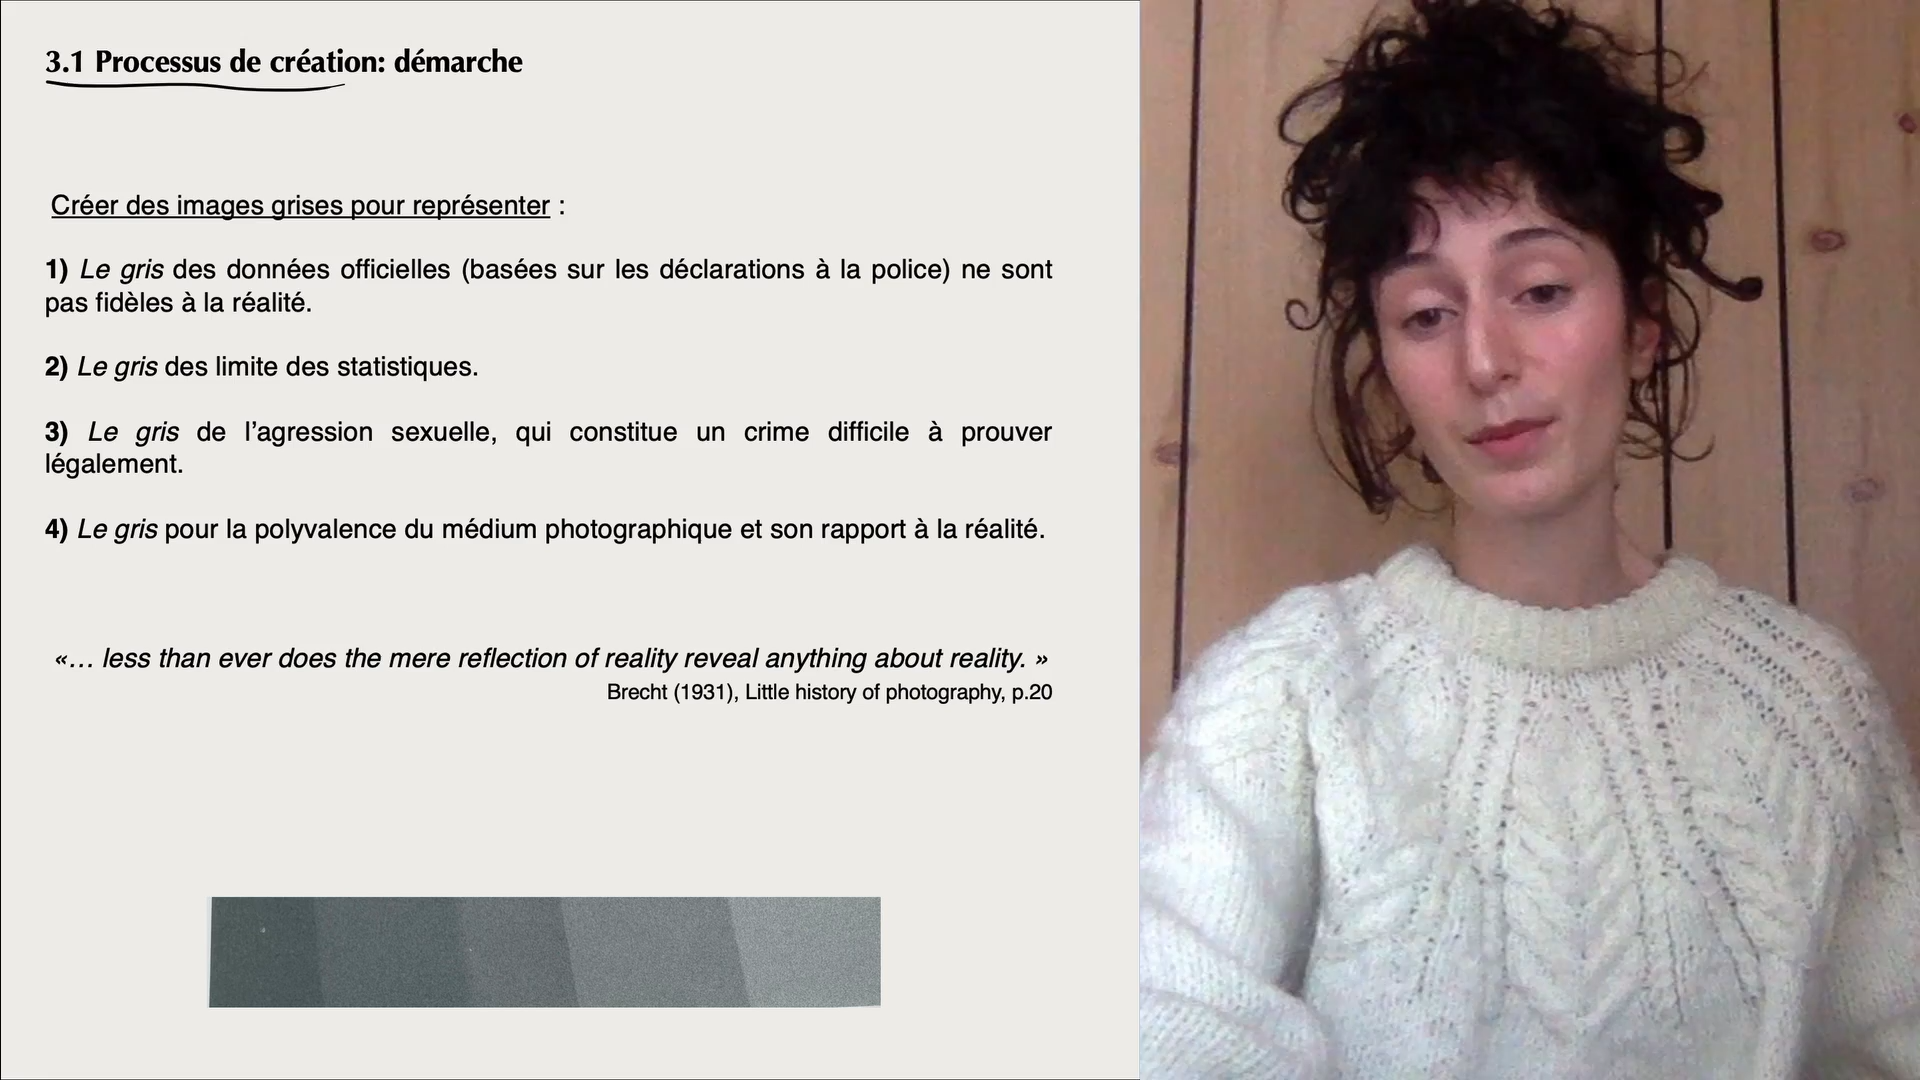 3.1 Processus de création: démarche
Créer des images grises pour représenter :
1) Le gris des données officielles (basées sur les déclarations à la police) ne sont
pas fidèles à la réalité.
2) Le gris des limite des statistiques.
3) Le gris de l’agression sexuelle, qui constitue un crime difficile à prouver
légalement.
4) Le gris pour la polyvalence du médium photographique et son rapport à la réalité.
«… less than ever does the mere reflection of reality reveal anything about reality. »
Brecht (1931), Little history of photography, p.20